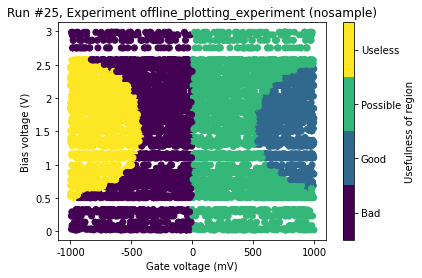 Run #25, Experiment offline_plotting_experiment (nosample)
3
2.5
2
1.5
1
0.5
0
Bias voltage (V)
-1000
-500
0
500
1000
Gate voltage (mV)
Useless
Possible
Good
Bad
Usefulness of region